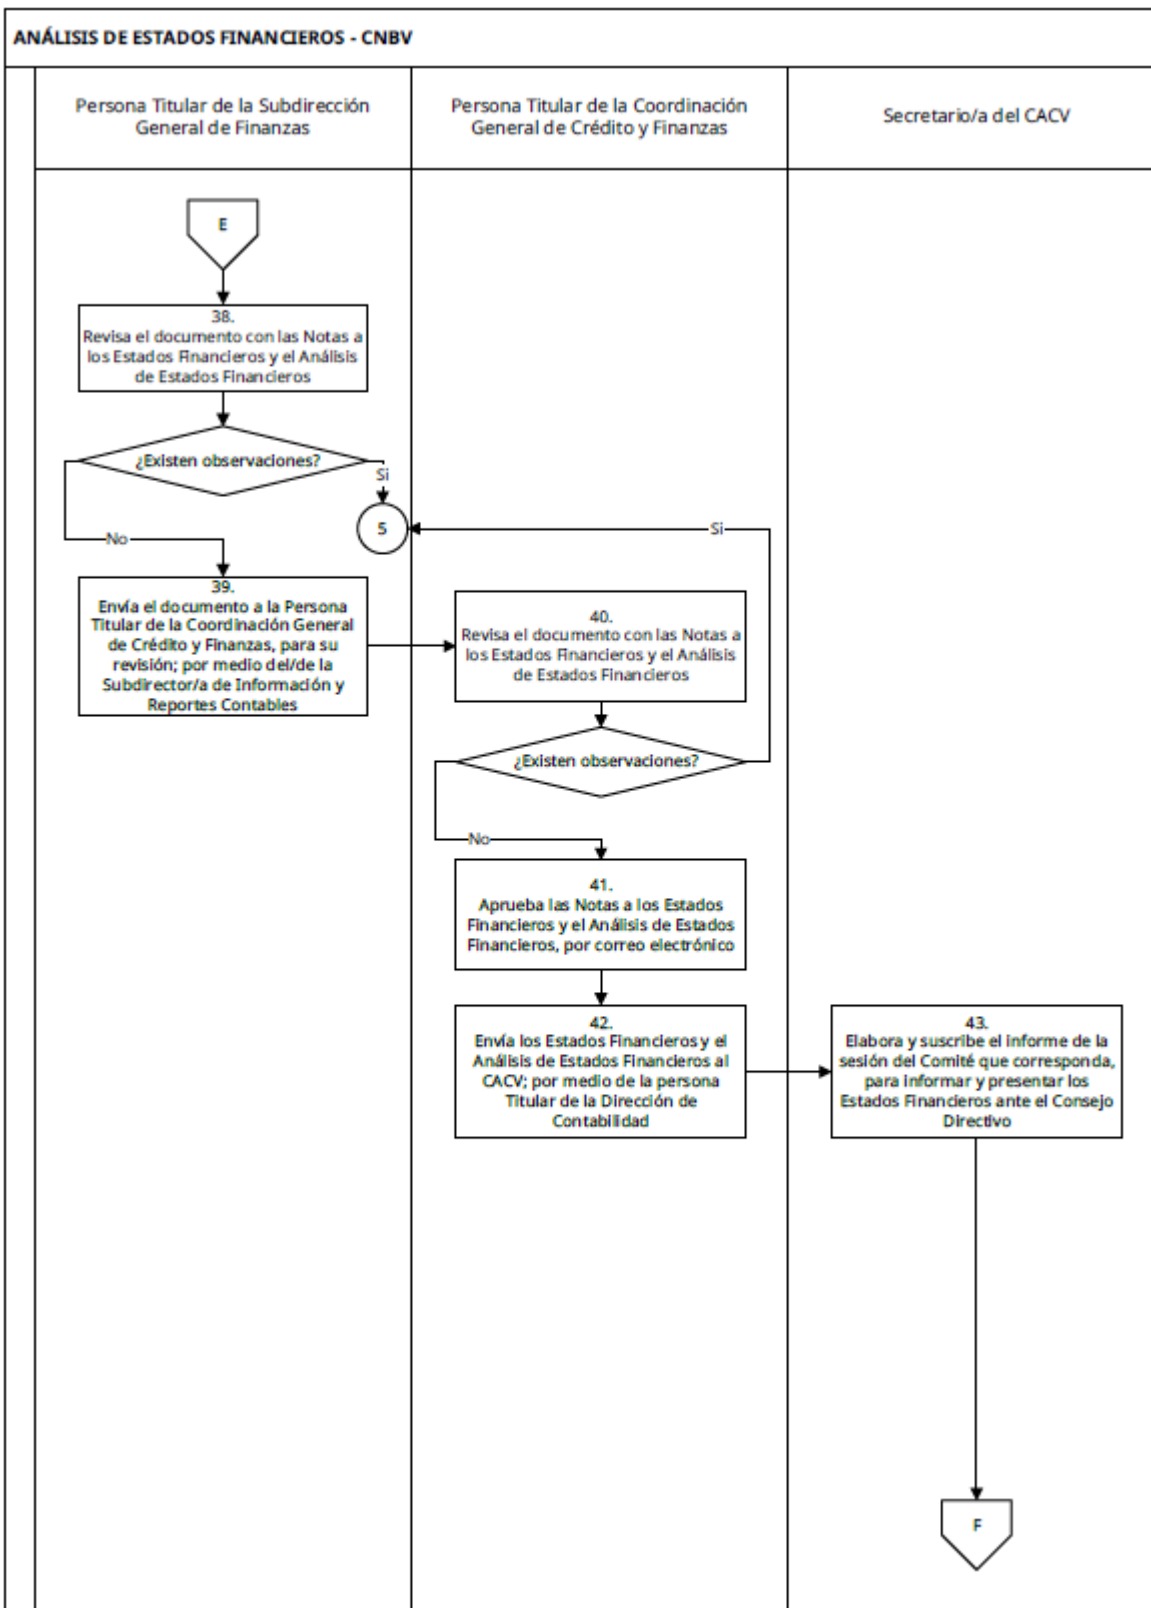 ANÁLISIS DE ESTADOS FINANCIEROS - CNBV
Persona Titular de la Subdirección
General de Finanzas
Persona Titular de la Coordinación
General de Crédito y Finanzas
Secretario/a del CACV
E
38.
Revisa el documento con las Notas a
los Estados Financieros y el Análisis
de Estados Financieros
¿Existen observaciones?
Si
5
Si
No
39.
Envía el documento a la Persona
Titular de la Coordinación General
de Crédito y Finanzas, para su
revisión; por medio del/de la
Subdirector/a de Información y
Reportes Contables
40.
Revisa el documento con las Notas a
los Estados Financieros y el Análisis
de Estados Financieros
¿Existen observaciones?
No
41.
Aprueba las Notas a los Estados
Financieros y el Análisis de Estados
Financieros, por correo electrónico
42.
Envía los Estados Financieros y el
Análisis de Estados Financieros al
CACV; por medio de la persona
Titular de la Dirección de
Contabilidad
43.
Elabora y suscribe el informe de la
sesión del Comité que corresponda,
para informar y presentar los
Estados Financieros ante el Consejo
Directivo
F